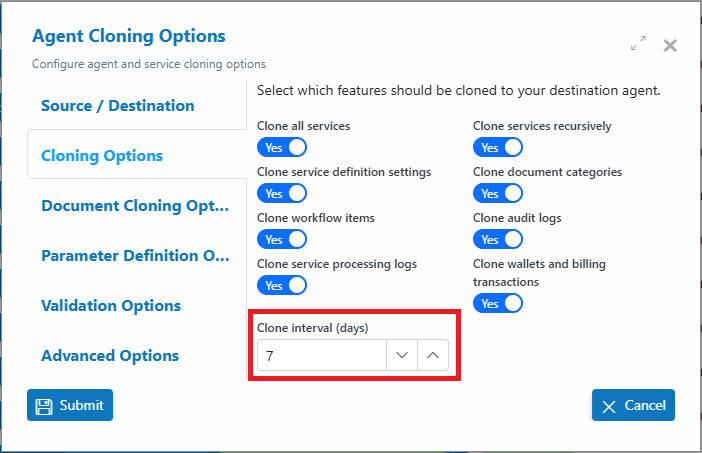 Agent Cloning Options
Configure agent and service cloning options
Source / Destination
Cloning Options
Document Cloning Opt...
Parameter Definition O...
Validation Options
Advanced Options
Select which features should be cloned to your destination agent.
Clone all services
Yes
Clone services recursively
Yes
Clone service definition settings
Yes
Clone document categories
Yes
Clone workflow items
Yes
Clone audit logs
Yes
Clone service processing logs
Yes
Clone wallets and billing
transactions
Yes
Clone interval (days)
7
Submit
Cancel